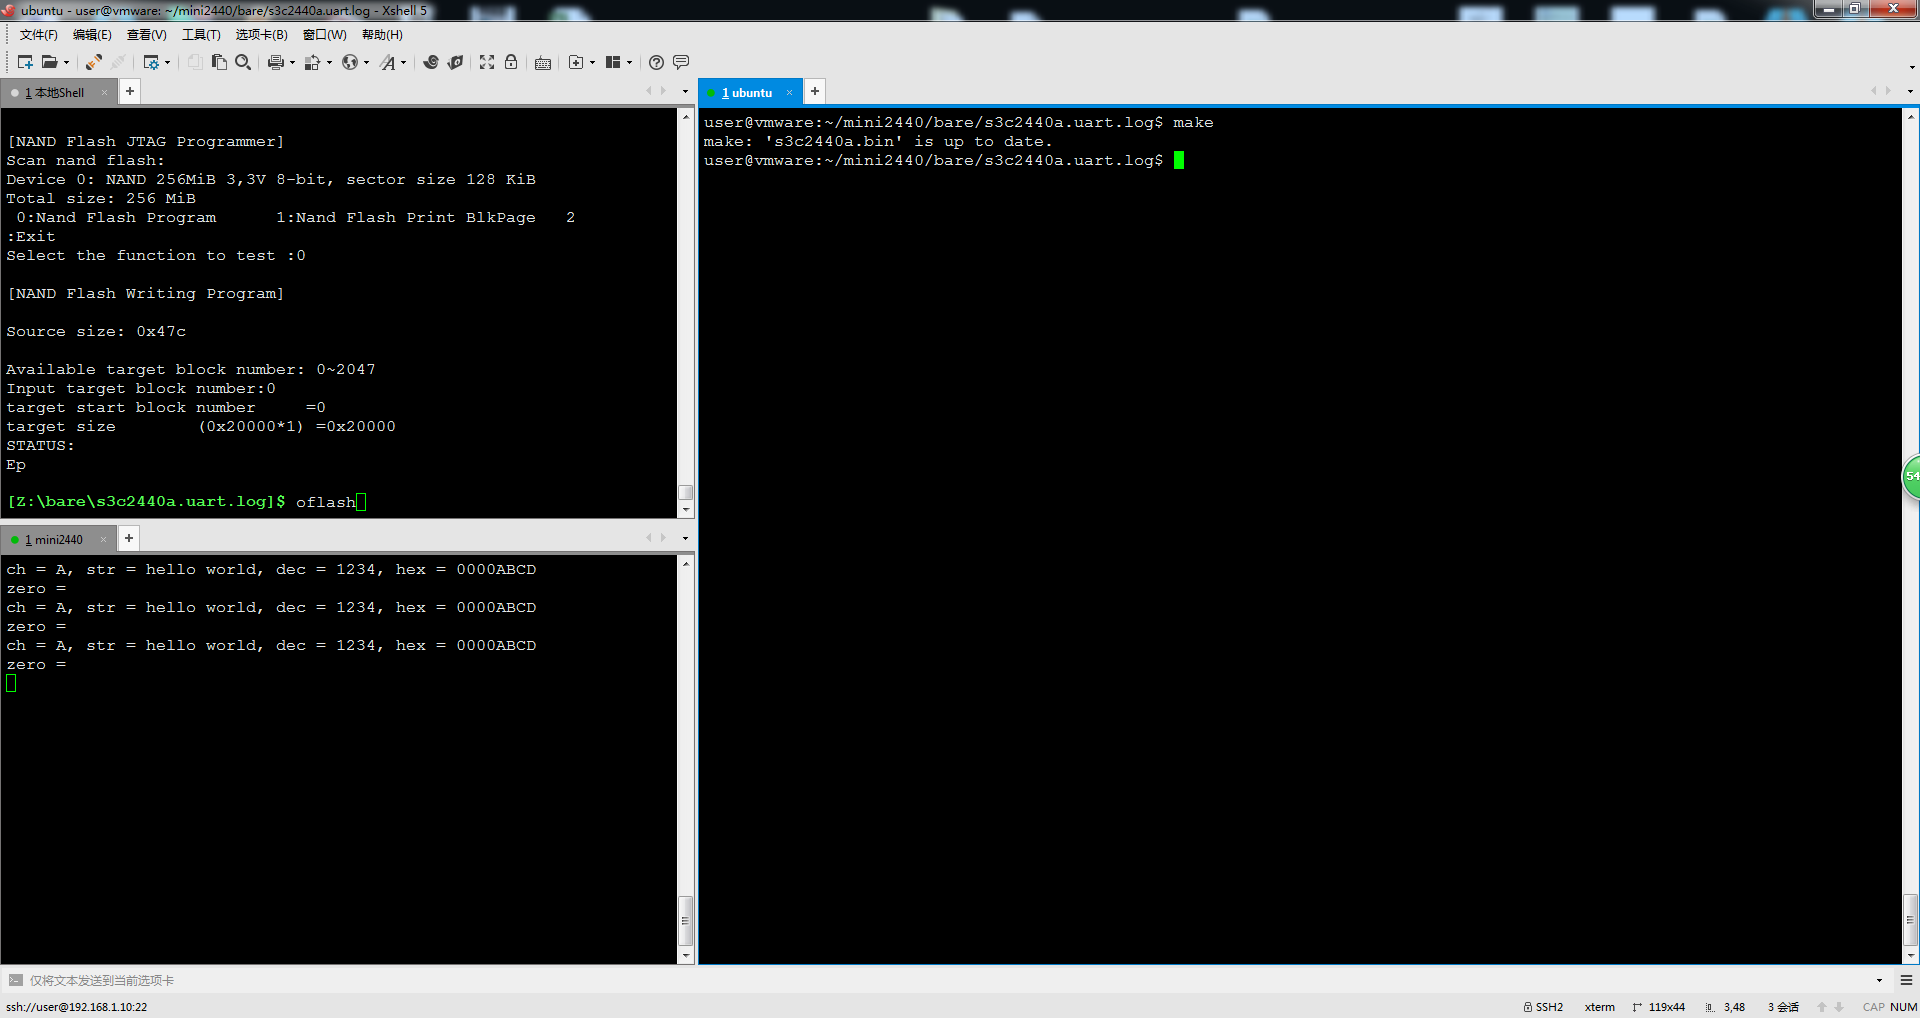 ubuntu - user@vmware: ~/mini2440/bare/s3c2440a.uart.log - Xshell 5
文件(F) 编辑(E) 查看(V) 工具(T) 选项卡(B) 窗口(W) 帮助(H)
1 本地Shell
[NAND Flash JTAG Programmer]
Scan nand flash:
Device 0: NAND 256MiB 3,3V 8-bit, sector size 128 KiB
Total size: 256 MiB
 0:Nand Flash Program      1:Nand Flash Print BlkPage   2
:Exit
Select the function to test :0
[NAND Flash Writing Program]
Source size: 0x47c
Available target block number: 0~2047
Input target block number:0
target start block number     =0
target size        (0x20000*1) =0x20000
STATUS:
Ep
[Z:\bare\s3c2440a.uart.log]$ oflash
1 mini2440
ch = A, str = hello world, dec = 1234, hex = 0000ABCD
zero =
ch = A, str = hello world, dec = 1234, hex = 0000ABCD
zero =
ch = A, str = hello world, dec = 1234, hex = 0000ABCD
zero =
1 ubuntu
user@vmware:~/mini2440/bare/s3c2440a.uart.log$ make
make: 's3c2440a.bin' is up to date.
user@vmware:~/mini2440/bare/s3c2440a.uart.log$
54
仅将文本发送到当前选项卡
ssh://user@192.168.1.10:22
SSH2 xterm 119x44 3,48 3 会话 CAP NUM